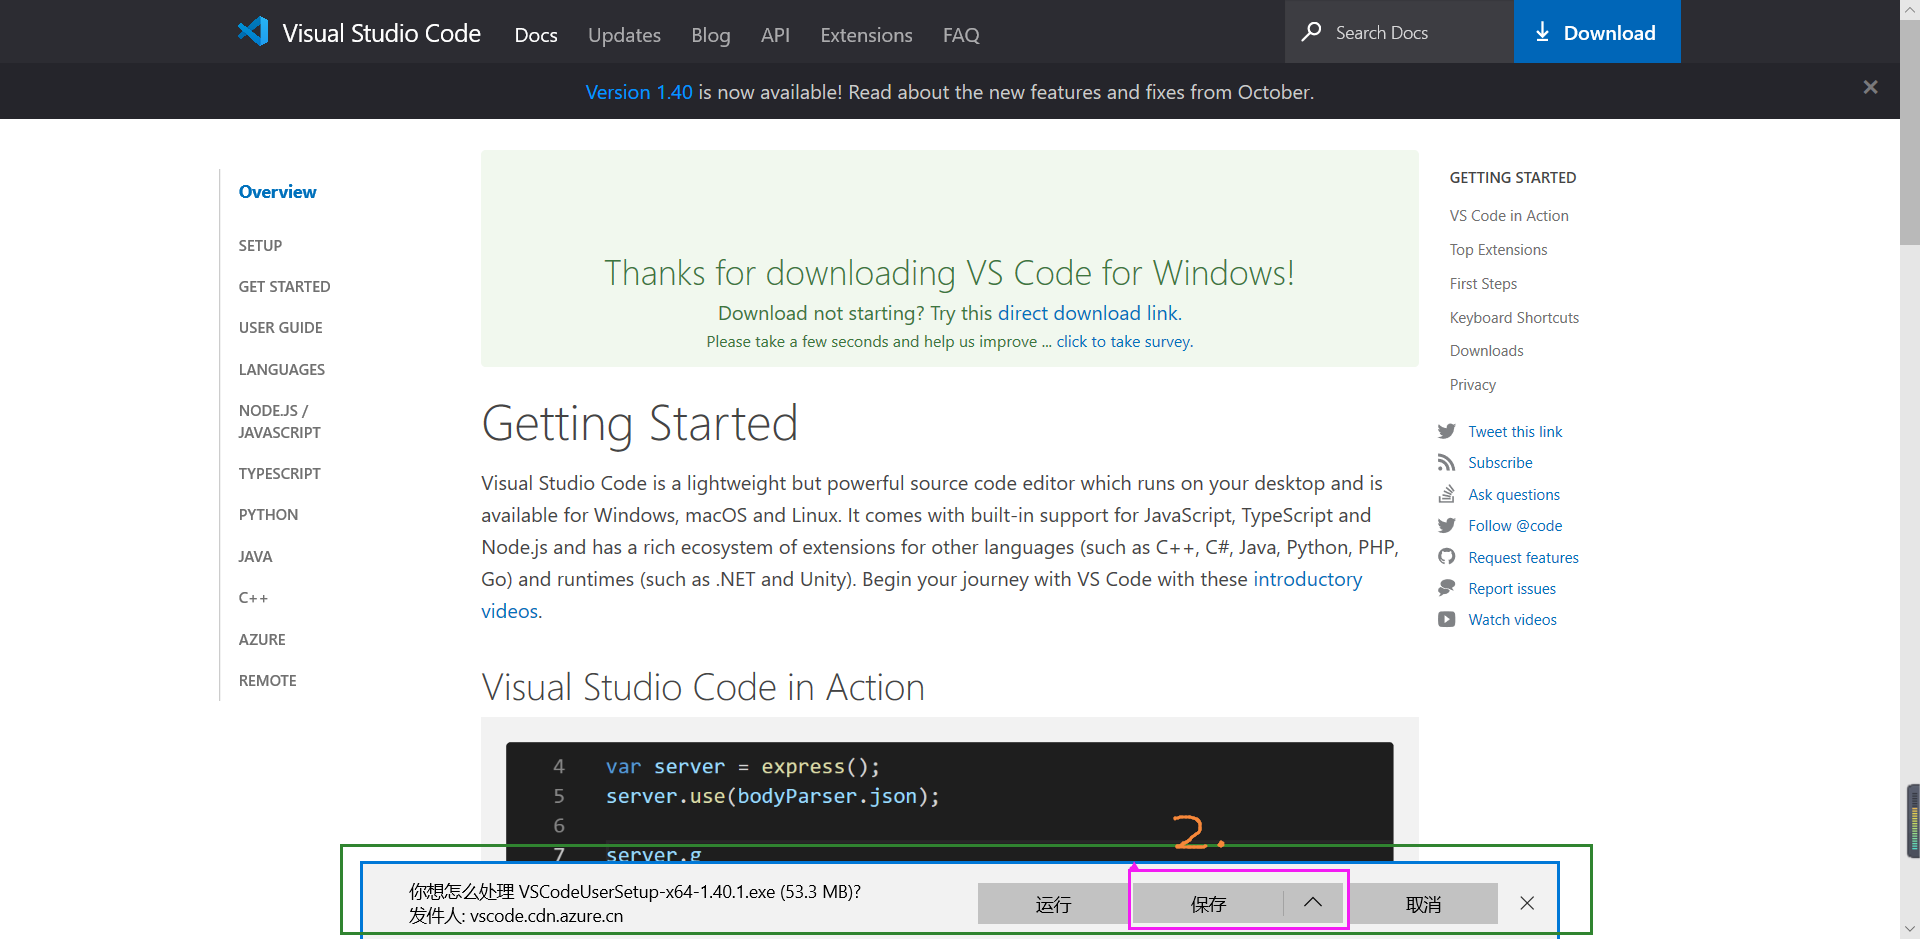 Visual Studio Code Docs Updates Blog API Extensions FAQ Search Docs Download
Version 1.40 is now available! Read about the new features and fixes from October.
Overview
SETUP
GET STARTED
USER GUIDE
LANGUAGES
NODE.JS /
JAVASCRIPT
TYPESCRIPT
PYTHON
JAVA
C++
AZURE
REMOTE
Thanks for downloading VS Code for Windows!
Download not starting? Try this direct download link.
Please take a few seconds and help us improve ... click to take survey.
Getting Started
Visual Studio Code is a lightweight but powerful source code editor which runs on your desktop and is
available for Windows, macOS and Linux. It comes with built-in support for JavaScript, TypeScript and
Node.js and has a rich ecosystem of extensions for other languages (such as C++, C#, Java, Python, PHP,
Go) and runtimes (such as .NET and Unity). Begin your journey with VS Code with these introductory
videos.
Visual Studio Code in Action
4 var server = express();
5 server.use(bodyParser.json);
6
7 server.g
GETTING STARTED
VS Code in Action
Top Extensions
First Steps
Keyboard Shortcuts
Downloads
Privacy
Tweet this link
Subscribe
Ask questions
Follow @code
Request features
Report issues
Watch videos
2.
你想怎么处理 VSCodeUserSetup-x64-1.40.1.exe (53.3 MB)?
发件人: vscode.cdn.azure.cn
运行 保存 取消